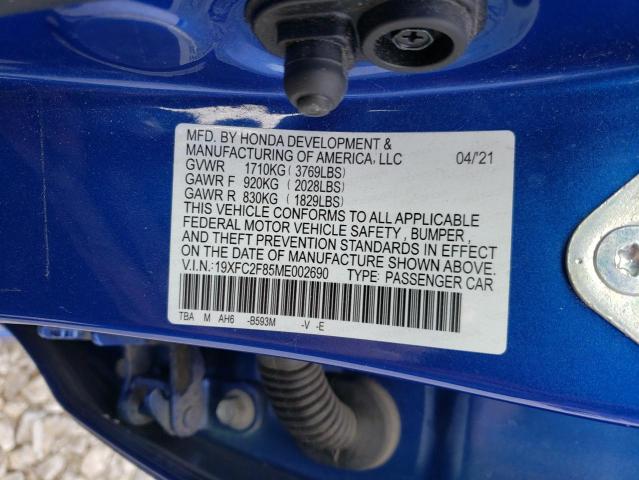 MFD. BY HONDA DEVELOPMENT &
MANUFACTURING OF AMERICA, LLC 04/'21
GVWR 1710KG (3769LBS)
GAWR F 920KG (2028LBS)
GAWR R 830KG (1829LBS)
THIS VEHICLE CONFORMS TO ALL APPLICABLE
FEDERAL MOTOR VEHICLE SAFETY, BUMPER,
AND THEFT PREVENTION STANDARDS IN EFFECT
ON THE DATE OF MANUFACTURE SHOWN ABOVE.
V.I.N.: 19XFC2F85ME002690 TYPE: PASSENGER CAR
TBA M AH6 -B593M -V -E